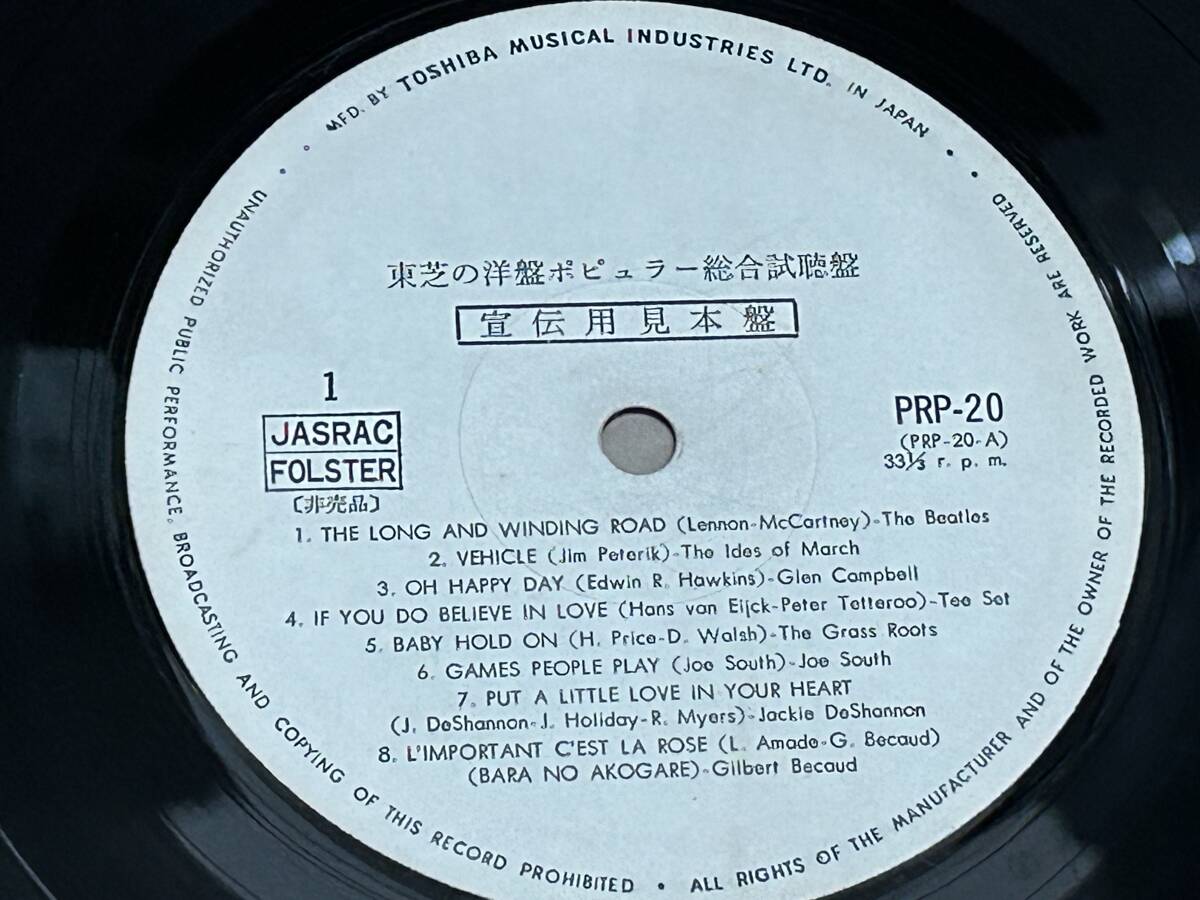 MFD. BY TOSHIBA MUSICAL INDUSTRIES LTD. IN JAPAN
東芝の洋盤ポピュラー総合試聴盤
宣伝用見本盤
1
JASRAC
FOLSTER
〔非売品〕
PRP-20
(PRP-20-A)
33⅓ r. p. m.
1. THE LONG AND WINDING ROAD (Lennon-McCartney)-The Beatles
2. VEHICLE (Jim Peterik)-The Ides of March
3. OH HAPPY DAY (Edwin R. Hawkins)-Glen Campbell
4. IF YOU DO BELIEVE IN LOVE (Hans van Eijck-Peter Tetteroo)-Tee Set
5. BABY HOLD ON (H. Price-D. Walsh)-The Grass Roots
6. GAMES PEOPLE PLAY (Joe South)-Joe South
7. PUT A LITTLE LOVE IN YOUR HEART
(J. DeShannon-J. Holiday-R. Myers)-Jackie DeShannon
8. L'IMPORTANT C'EST LA ROSE (L. Amade-G. Becaud)
(BARA NO AKOGARE)-Gilbert Becaud
UNAUTHORIZED PUBLIC PERFORMANCE. BROADCASTING AND COPYING OF THIS RECORD PROHIBITED • ALL RIGHTS OF THE MANUFACTURER AND OF THE OWNER OF THE RECORDED WORK ARE RESERVED